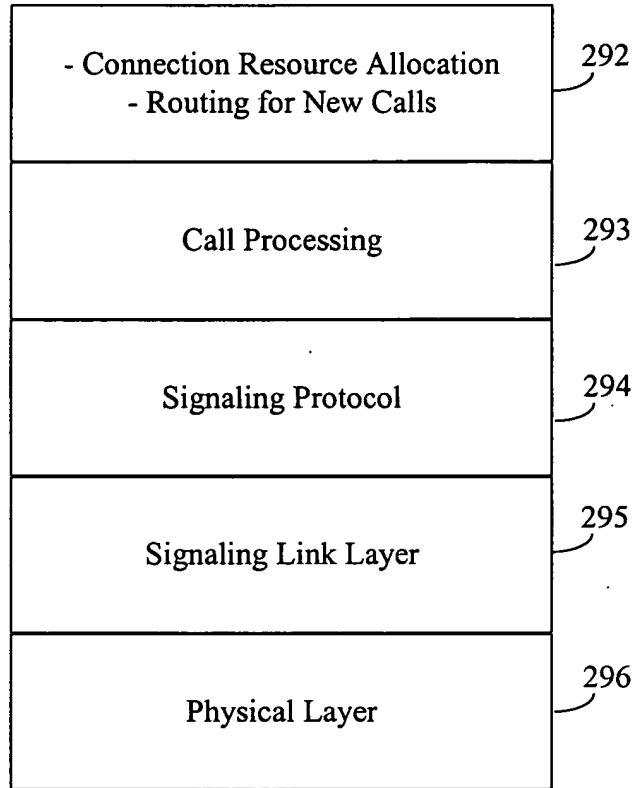 - Connection Resource Allocation
- Routing for New Calls
292
Call Processing
293
Signaling Protocol
294
Signaling Link Layer
295
Physical Layer
296